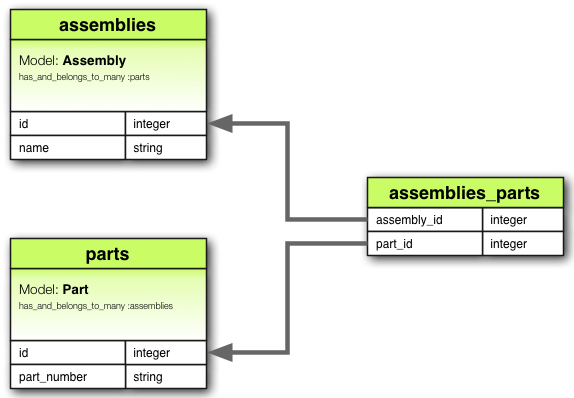 assemblies
Model: Assembly
has_and_belongs_to_many :parts
id integer
name string
assemblies_parts
assembly_id integer
part_id integer
parts
Model: Part
has_and_belongs_to_many :assemblies
id integer
part_number string